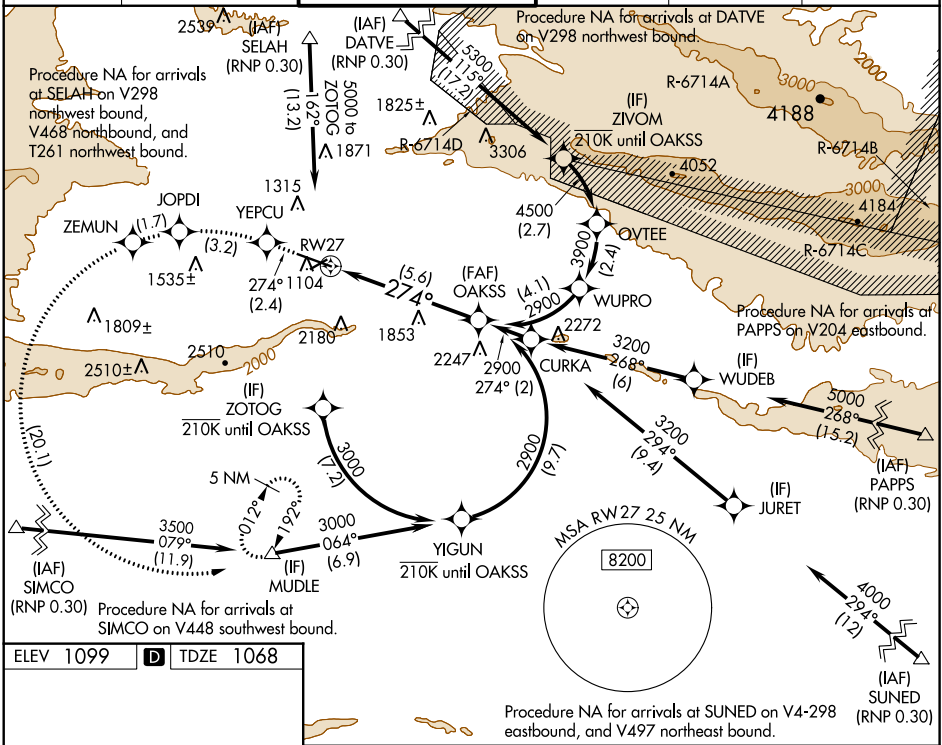 2539
(IAF)
SELAH
(RNP 0.30)
(IAF)
DATVE
(RNP 0.30)
Procedure NA for arrivals at DATVE
on V298 northwest bound.
Procedure NA for arrivals
at SELAH on V298
northwest bound,
V468 northbound, and
T261 northwest bound.
5000 to
ZOTOG
162°
(13.2)
5300
115°
(17.2)
1825±
1871
R-6714D
3306
R-6714A
3000
2000
4188
(IF)
ZIVOM
210K until OAKSS
R-6714B
4052
3000
4184
R-6714C
1315
JOPDI
ZEMUN
(1.7)
YEPCU
(3.2)
RW27
1535±
274°
(2.4)
1104
4500
(2.7)
OVTEE
3900
(2.4)
(5.6)
274°
(FAF)
OAKSS
(4.1)
2900
WUPRO
Procedure NA for arrivals at
PAPPS on V204 eastbound.
1809±
2180
1853
2272
2510
2000
2510±
2247
2900
274° (2)
CURKA
3200
268°
(6)
(IF)
WUDEB
(IF)
ZOTOG
210K until OAKSS
5000
268°
(15.2)
3200
294°
(9.4)
(IAF)
PAPPS
(RNP 0.30)
(20.1)
3000
(7.2)
2900
(9.7)
5 NM
012°
192°
(IF)
JURET
3500
079°
(11.9)
3000
064°
(6.9)
YIGUN
210K until OAKSS
MSA RW27 25 NM
8200
(IAF)
SIMCO
(RNP 0.30)
(IF)
MUDLE
Procedure NA for arrivals at
SIMCO on V448 southwest bound.
4000
294°
(12)
(IAF)
SUNED
(RNP 0.30)
ELEV 1099 D TDZE 1068
Procedure NA for arrivals at SUNED on V4-298
eastbound, and V497 northeast bound.